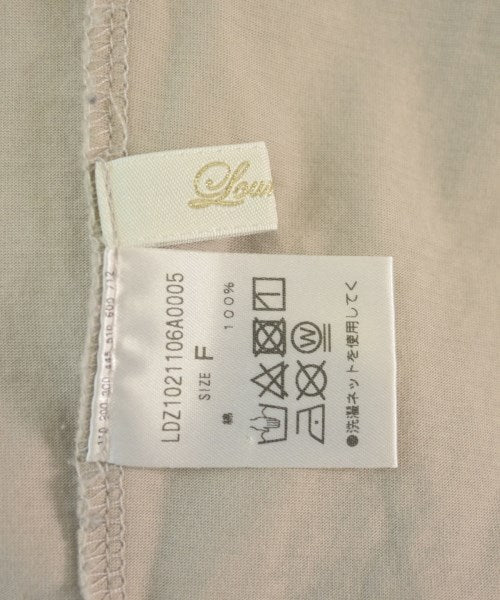 Lou
LDZ1021106A0005
SIZE F
綿 100%
W
●洗濯ネットを使用してく